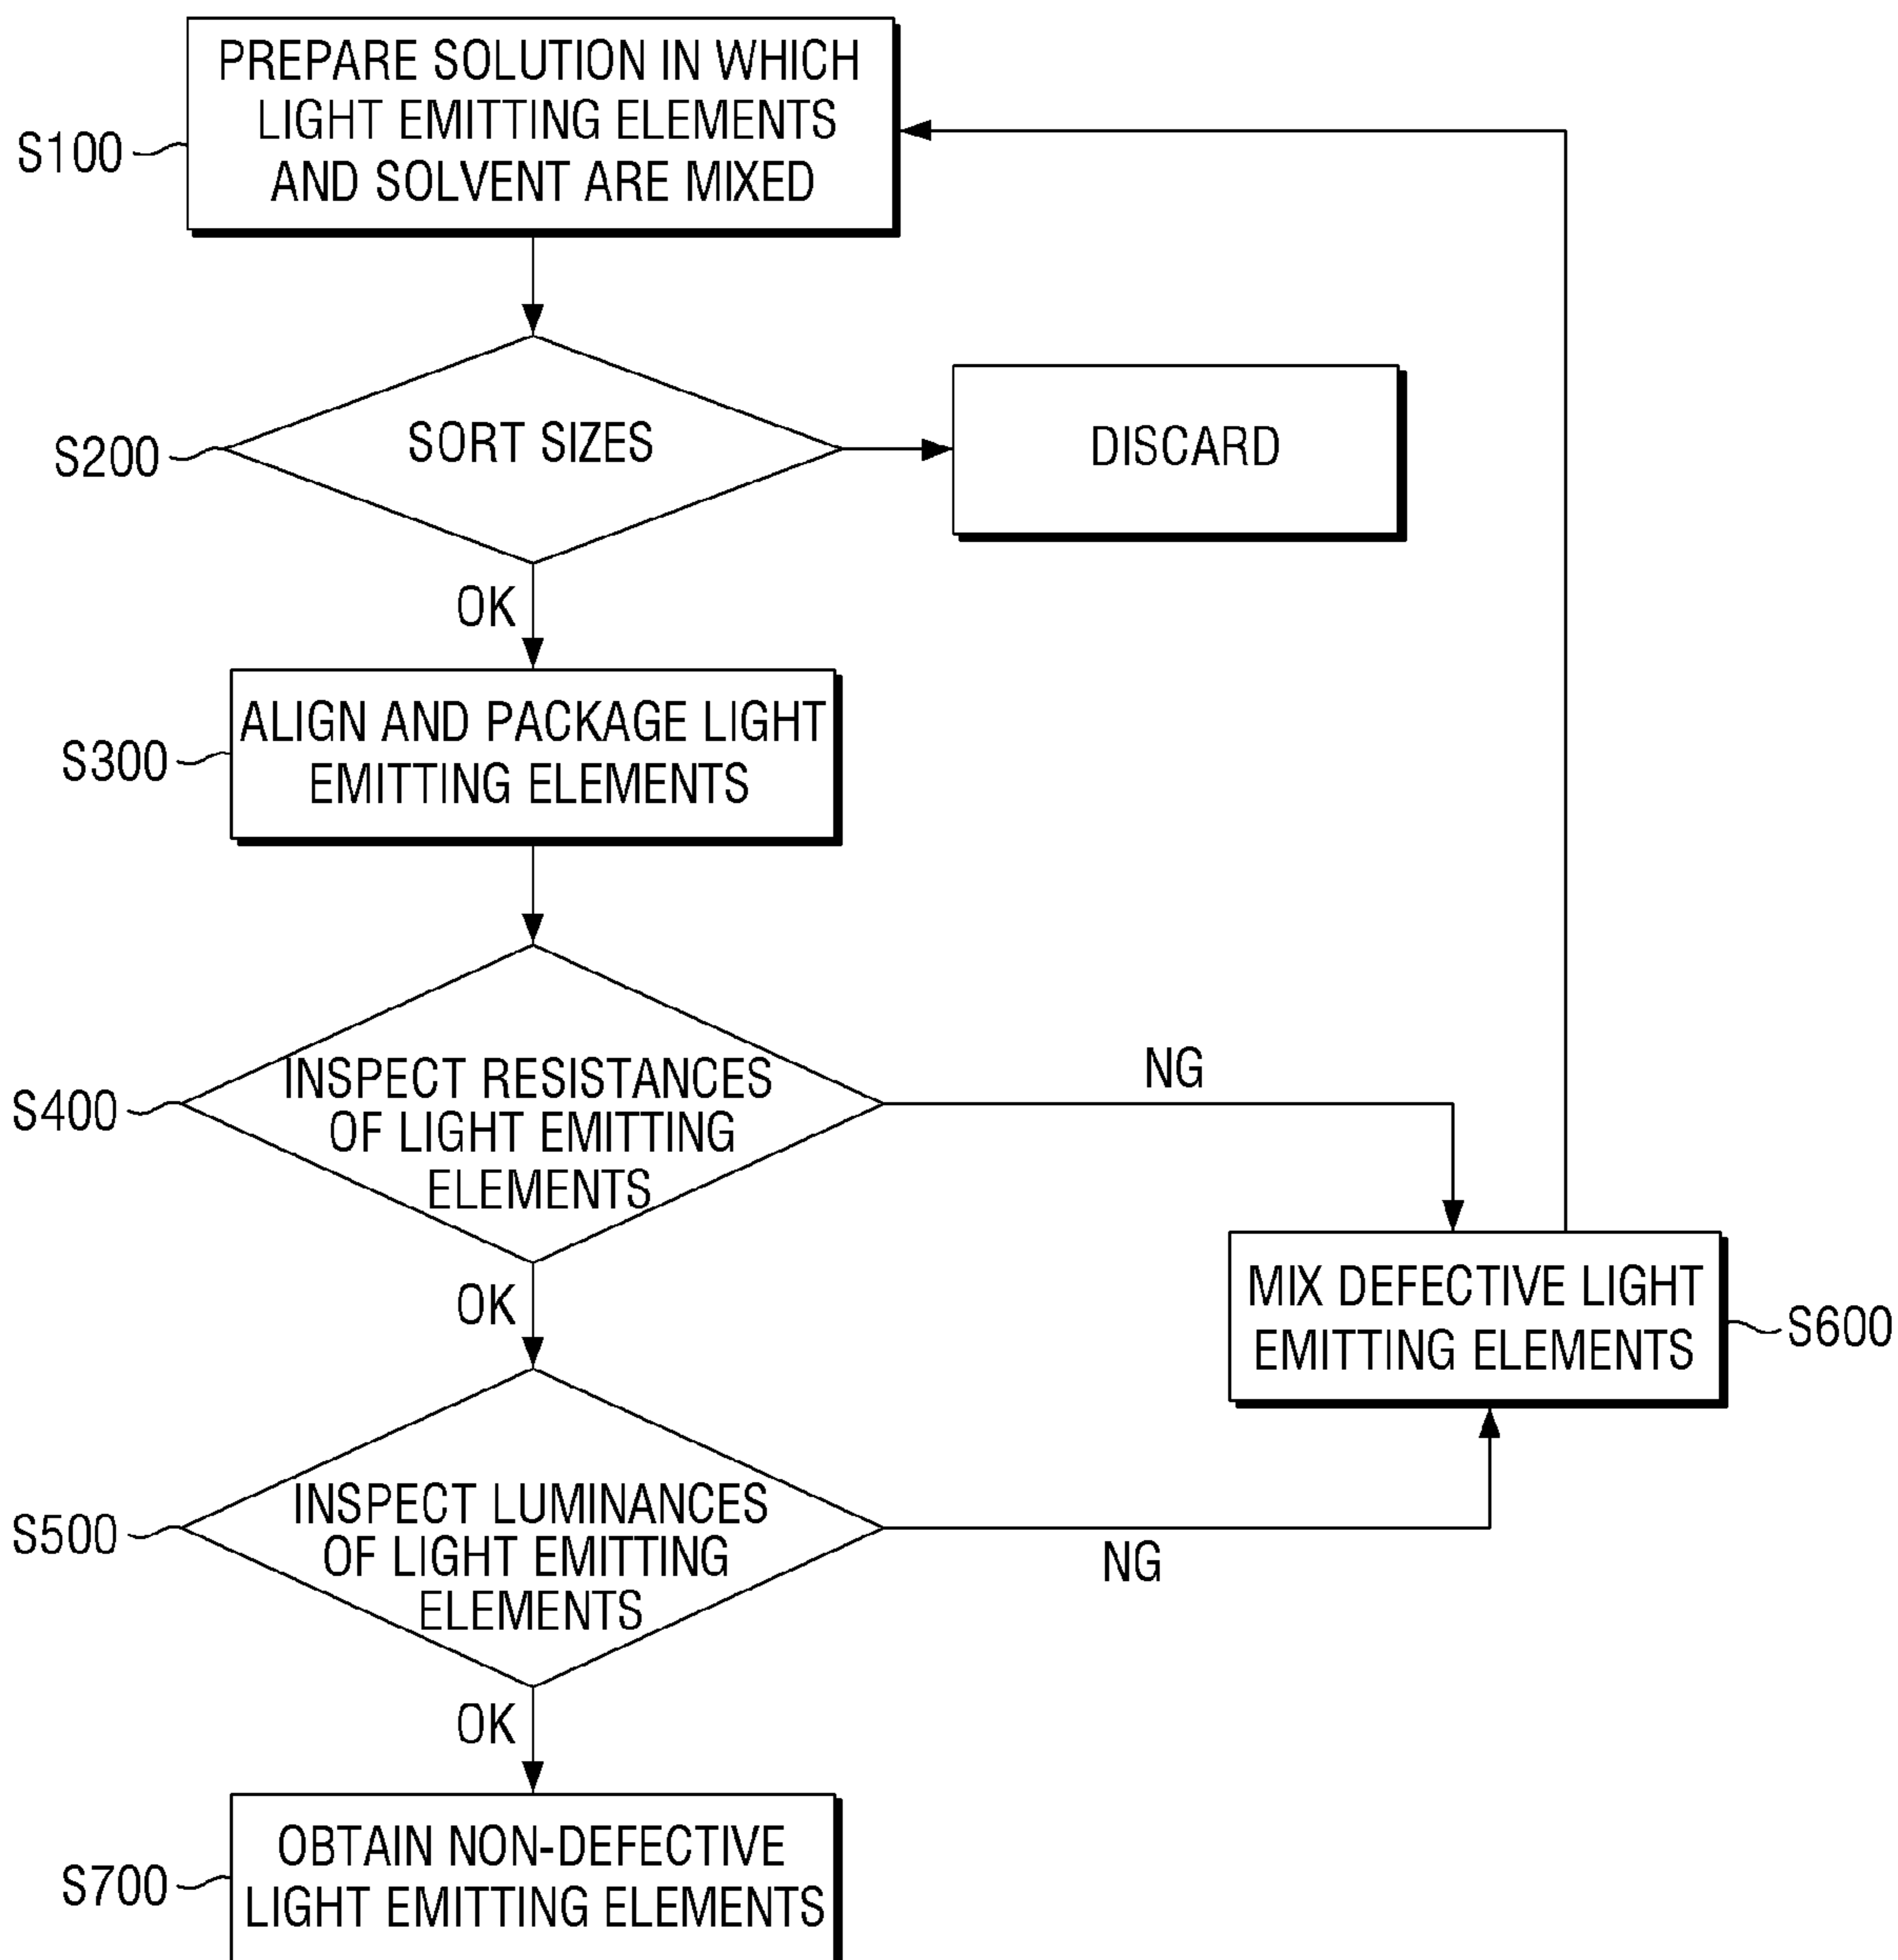 PREPARE SOLUTION IN WHICH
LIGHT EMITTING ELEMENTS
AND SOLVENT ARE MIXED
S100
SORT SIZES
S200
DISCARD
OK
ALIGN AND PACKAGE LIGHT
EMITTING ELEMENTS
S300
INSPECT RESISTANCES
OF LIGHT EMITTING
ELEMENTS
S400
NG
OK
MIX DEFECTIVE LIGHT
EMITTING ELEMENTS
S600
INSPECT LUMINANCES
OF LIGHT EMITTING
ELEMENTS
S500
NG
OK
OBTAIN NON-DEFECTIVE
LIGHT EMITTING ELEMENTS
S700